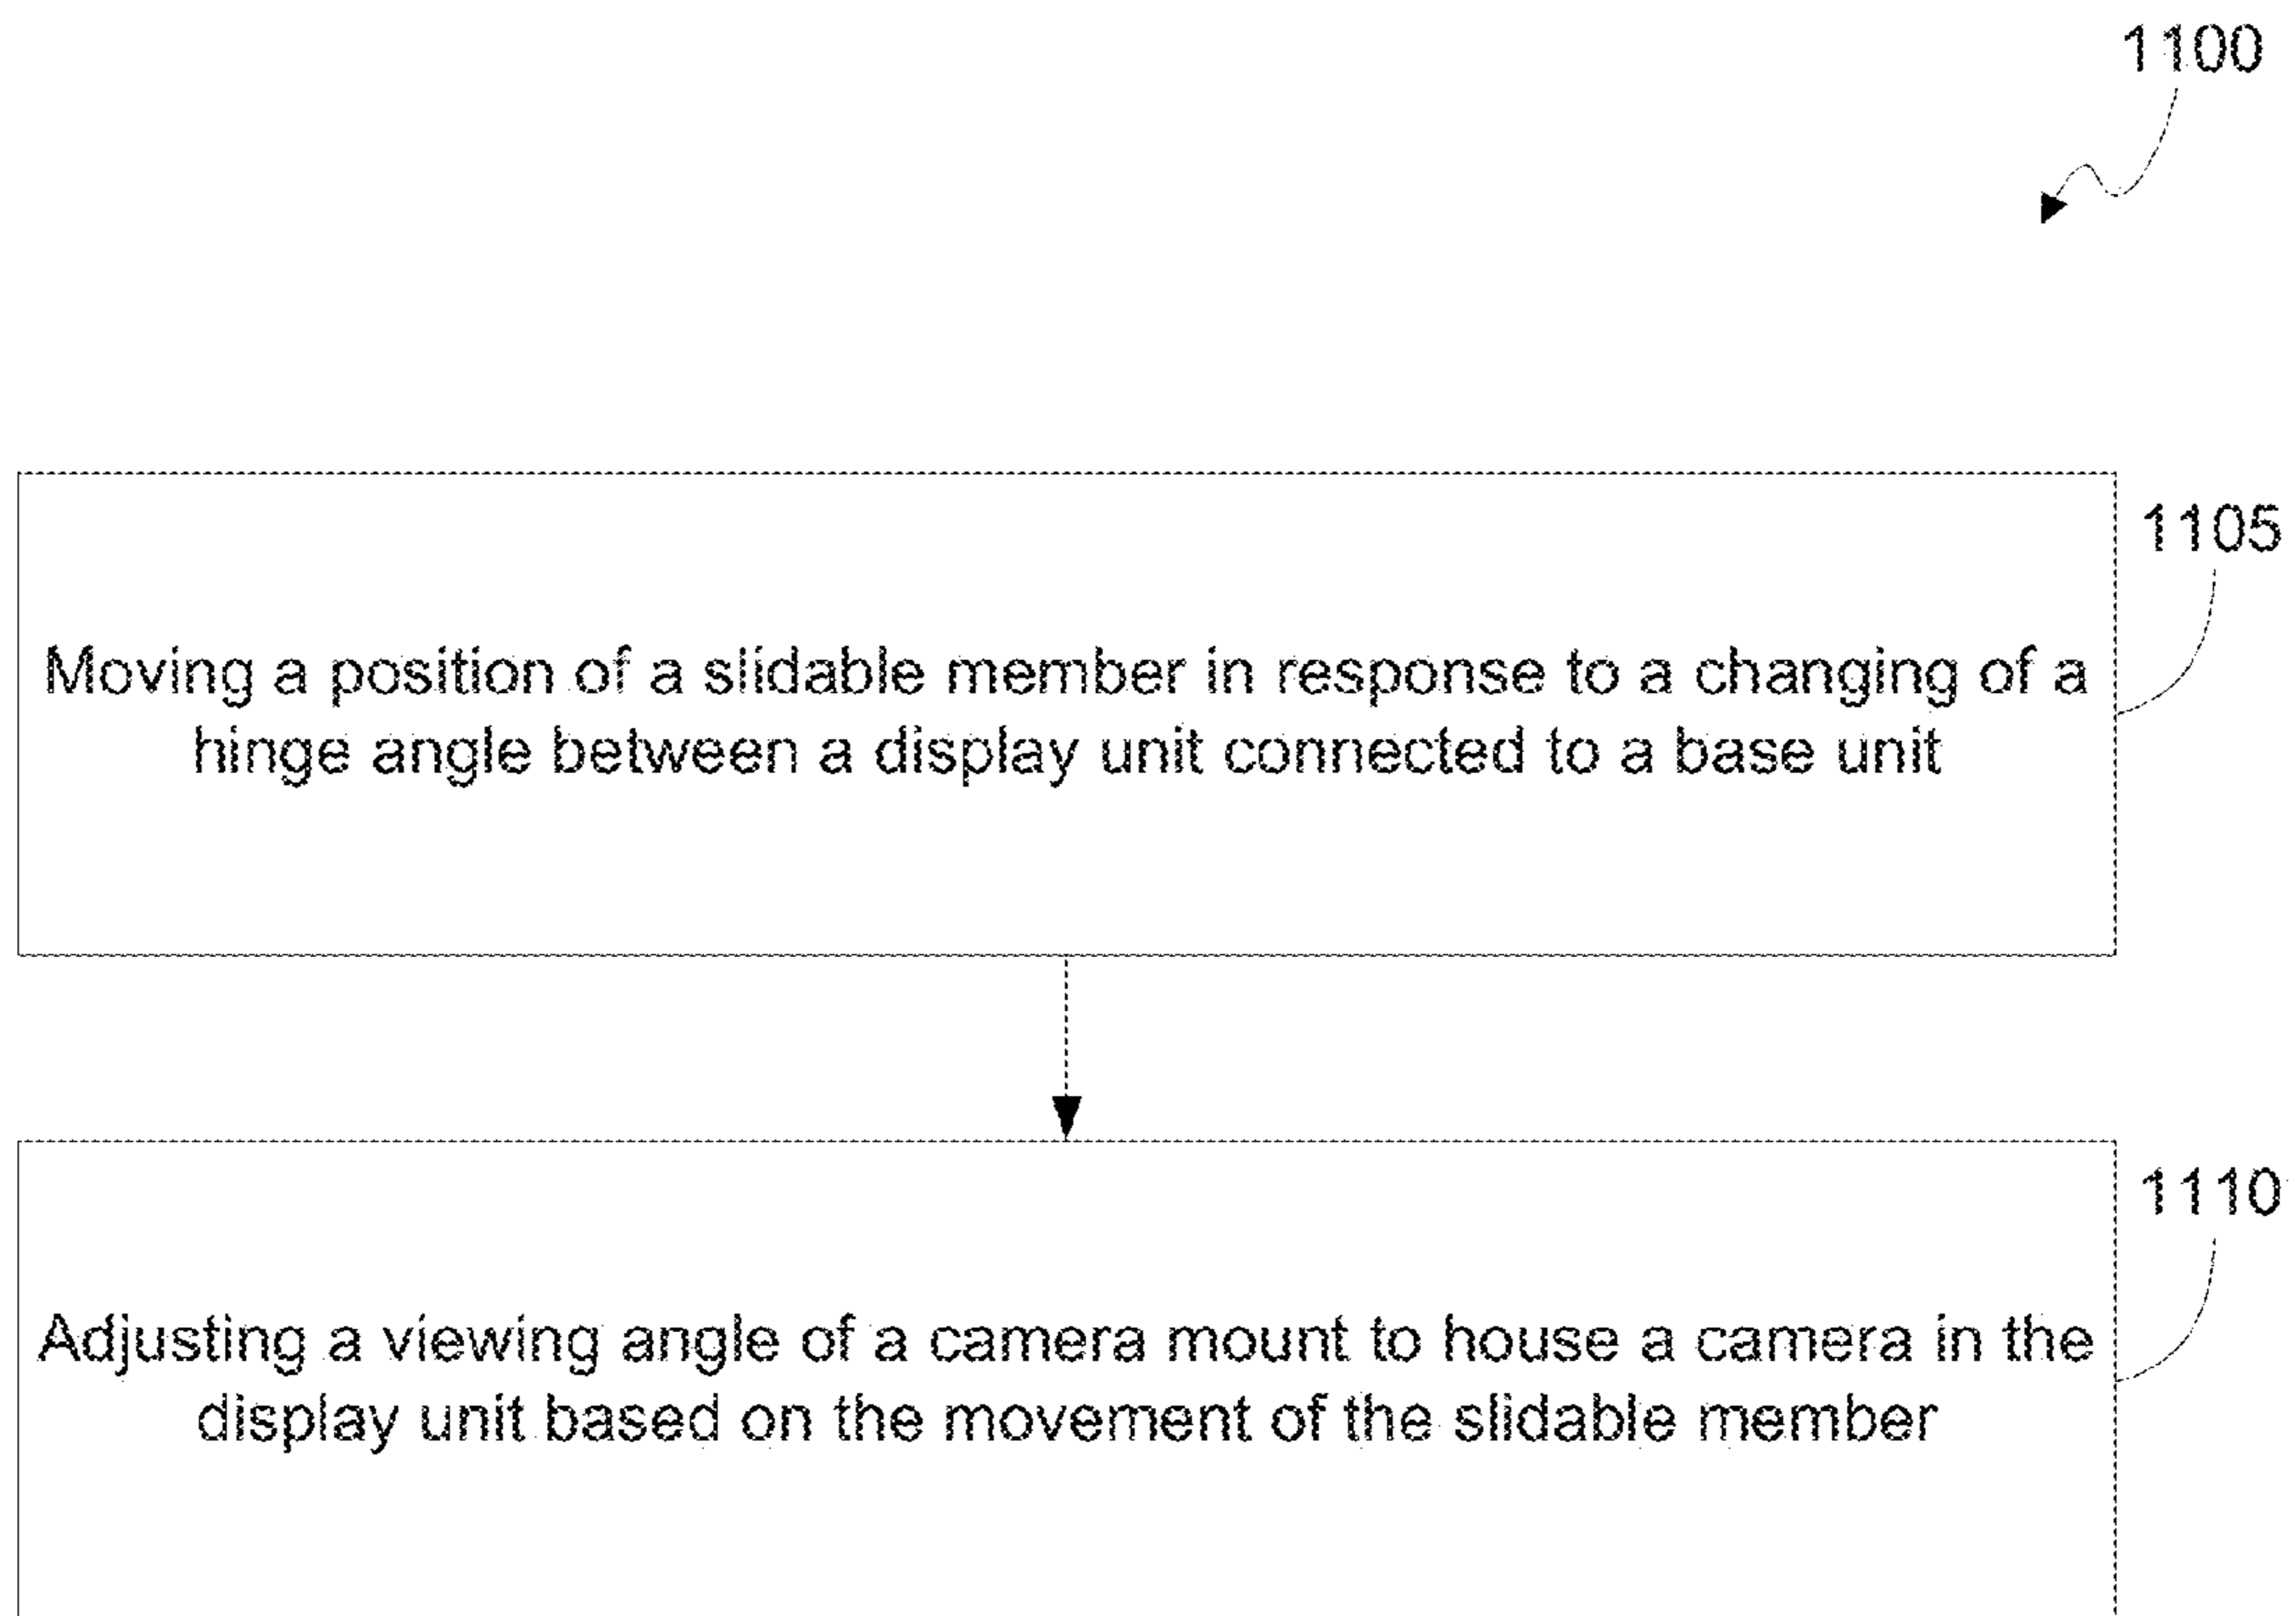 1100
1105
Moving a position of a slidable member in response to a changing of a
hinge angle between a display unit connected to a base unit
1110
Adjusting a viewing angle of a camera mount to house a camera in the
display unit based on the movement of the slidable member